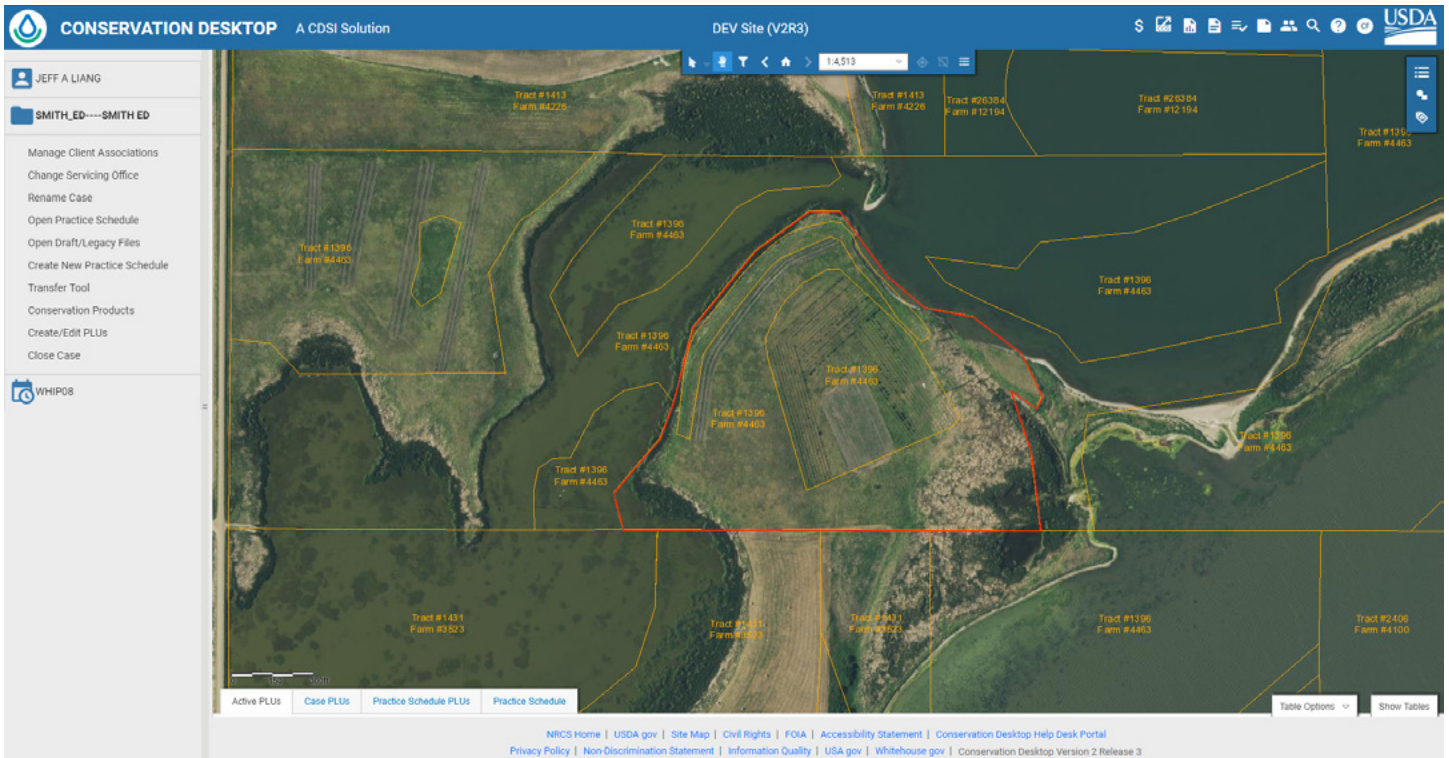 CONSERVATION DESKTOP A CDSI Solution DEV Site (V2R3) USDA
JEFF A LIANG
SMITH_ED----SMITH ED
Manage Client Associations
Change Servicing Office
Rename Case
Open Practice Schedule
Open Draft/Legacy Files
Create New Practice Schedule
Transfer Tool
Conservation Products
Create/Edit PLUs
Close Case
WHIP08
1:4,513
Tract #1413
Farm #4226
Tract #1413
Farm #4226
Tract #26384
Farm #12194
Tract #26384
Farm #12194
Tract #1396
Farm #4463
Tract #1396
Farm #4463
Tract #1396
Farm #4463
Tract #1396
Farm #4463
Tract #1396
Farm #4463
Tract #1396
Farm #4463
Tract #1396
Farm #4463
Tract #1396
Farm #4463
Tract #1396
Farm #4463
Tract #1431
Farm #3523
Tract #1431
Farm #3523
Tract #1431
Farm #3523
Tract #1396
Farm #4463
Tract #2406
Farm #4100
0 150 300ft
Active PLUs Case PLUs Practice Schedule PLUs Practice Schedule
Table Options Show Tables
NRCS Home | USDA gov | Site Map | Civil Rights | FOIA | Accessibility Statement | Conservation Desktop Help Desk Portal
Privacy Policy | Non-Discrimination Statement | Information Quality | USA gov | Whitehouse gov | Conservation Desktop Version 2 Release 3